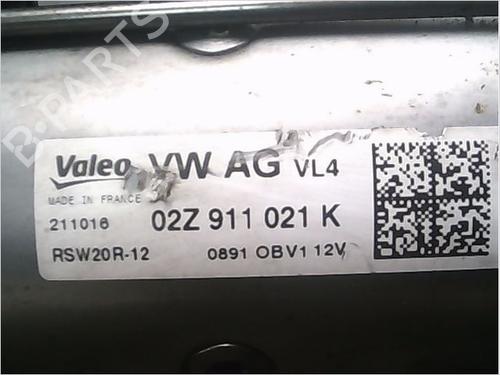 B-PARTS
Valeo VW AG VL4
MADE IN FRANCE
211016 02Z 911 021 K
RSW20R-12 0891 OBV1 12V